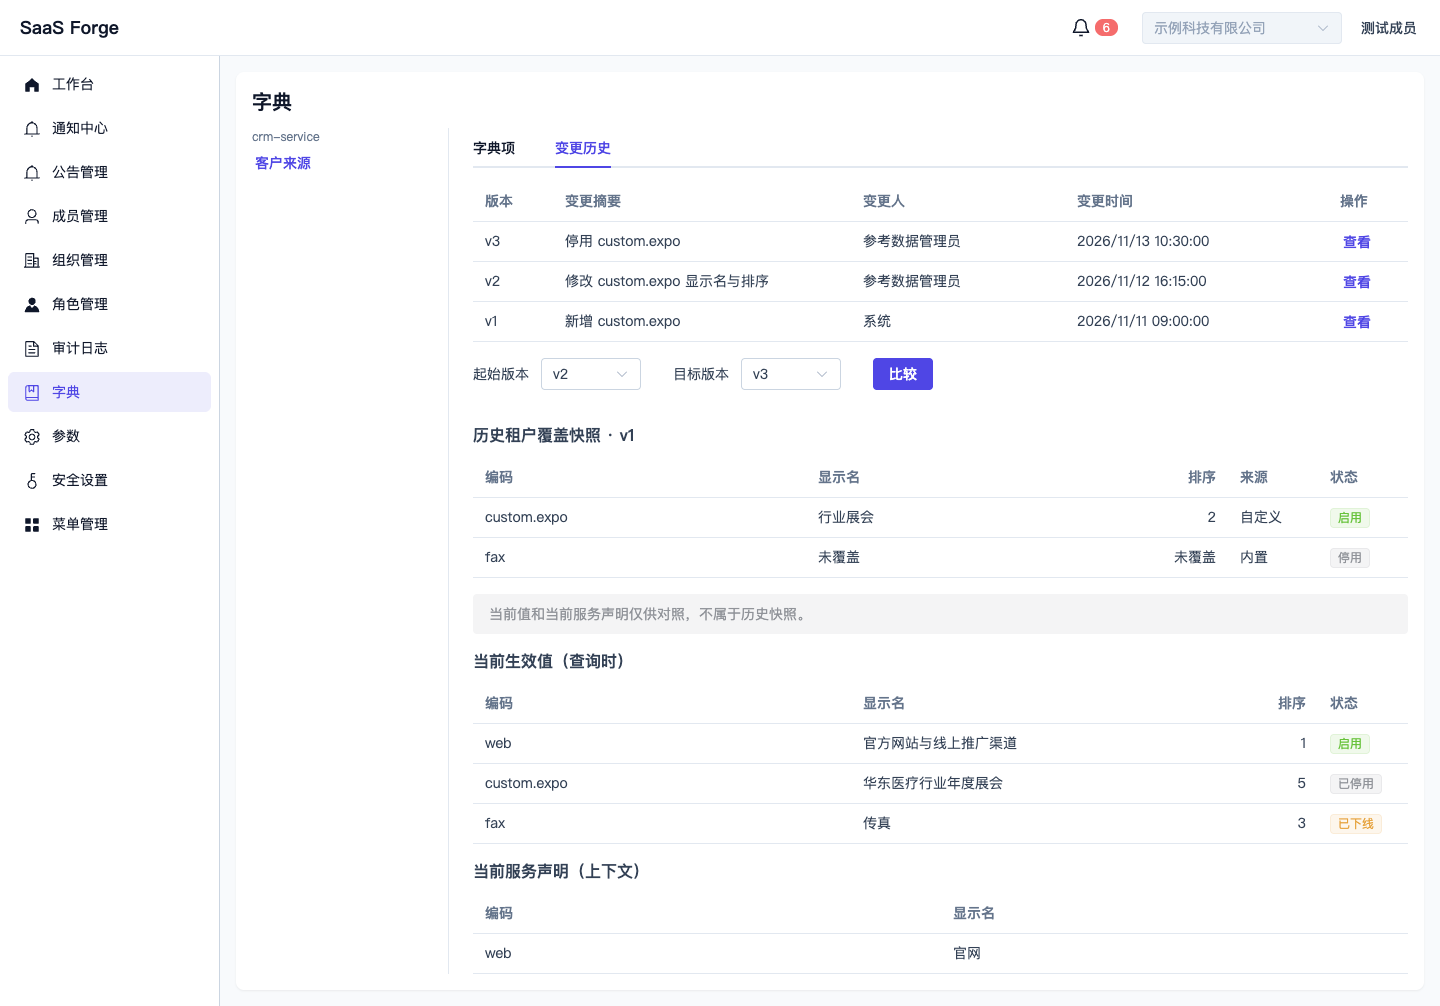 SaaS Forge
6
示例科技有限公司
测试成员
工作台
通知中心
公告管理
成员管理
组织管理
角色管理
审计日志
字典
参数
安全设置
菜单管理
字典
crm-service
客户来源
字典项 变更历史
版本 变更摘要 变更人 变更时间 操作
v3 停用 custom.expo 参考数据管理员 2026/11/13 10:30:00 查看
v2 修改 custom.expo 显示名与排序 参考数据管理员 2026/11/12 16:15:00 查看
v1 新增 custom.expo 系统 2026/11/11 09:00:00 查看
起始版本 v2 目标版本 v3 比较
历史租户覆盖快照 · v1
编码 显示名 排序 来源 状态
custom.expo 行业展会 2 自定义 启用
fax 未覆盖 未覆盖 内置 停用
当前值和当前服务声明仅供对照，不属于历史快照。
当前生效值（查询时）
编码 显示名 排序 状态
web 官方网站与线上推广渠道 1 启用
custom.expo 华东医疗行业年度展会 5 已停用
fax 传真 3 已下线
当前服务声明（上下文）
编码 显示名
web 官网